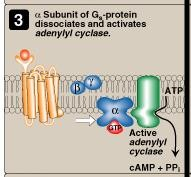 3
α Subunit of Gs-protein
dissociates and activates
adenylyl cyclase.
β
γ
α
GTP
ATP
Active
adenylyl
cyclase
cAMP + PPi